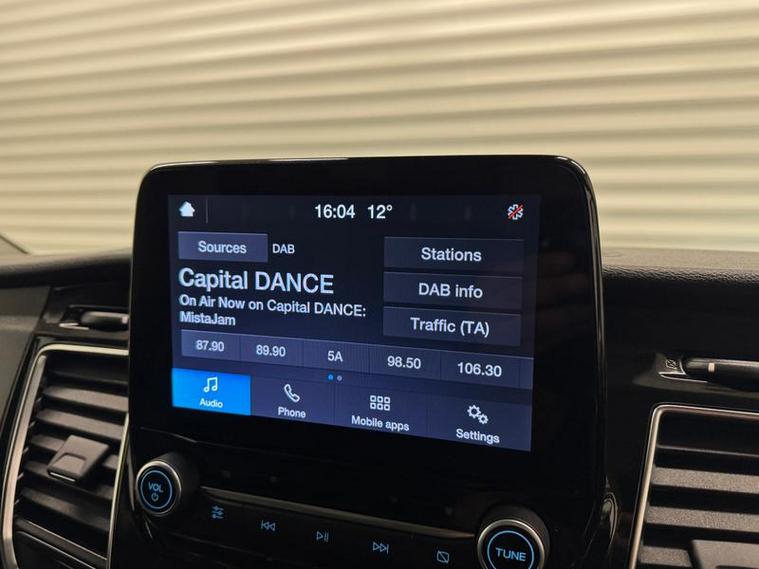 16:04 12°
Sources DAB
Stations
Capital DANCE
DAB info
On Air Now on Capital DANCE:
MistaJam
Traffic (TA)
87.90 89.90 5A 98.50 106.30
Audio Phone Mobile apps Settings
VOL
TUNE